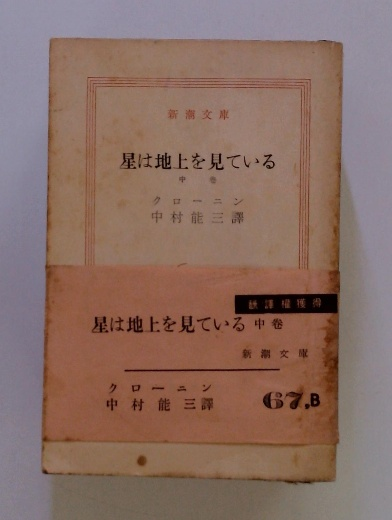 新潮文庫
星は地上を見ている
中巻
クローニン
中村能三譯
飜譯權獲得
星は地上を見ている 中巻
新潮文庫
クローニン
中村能三譯
67,B